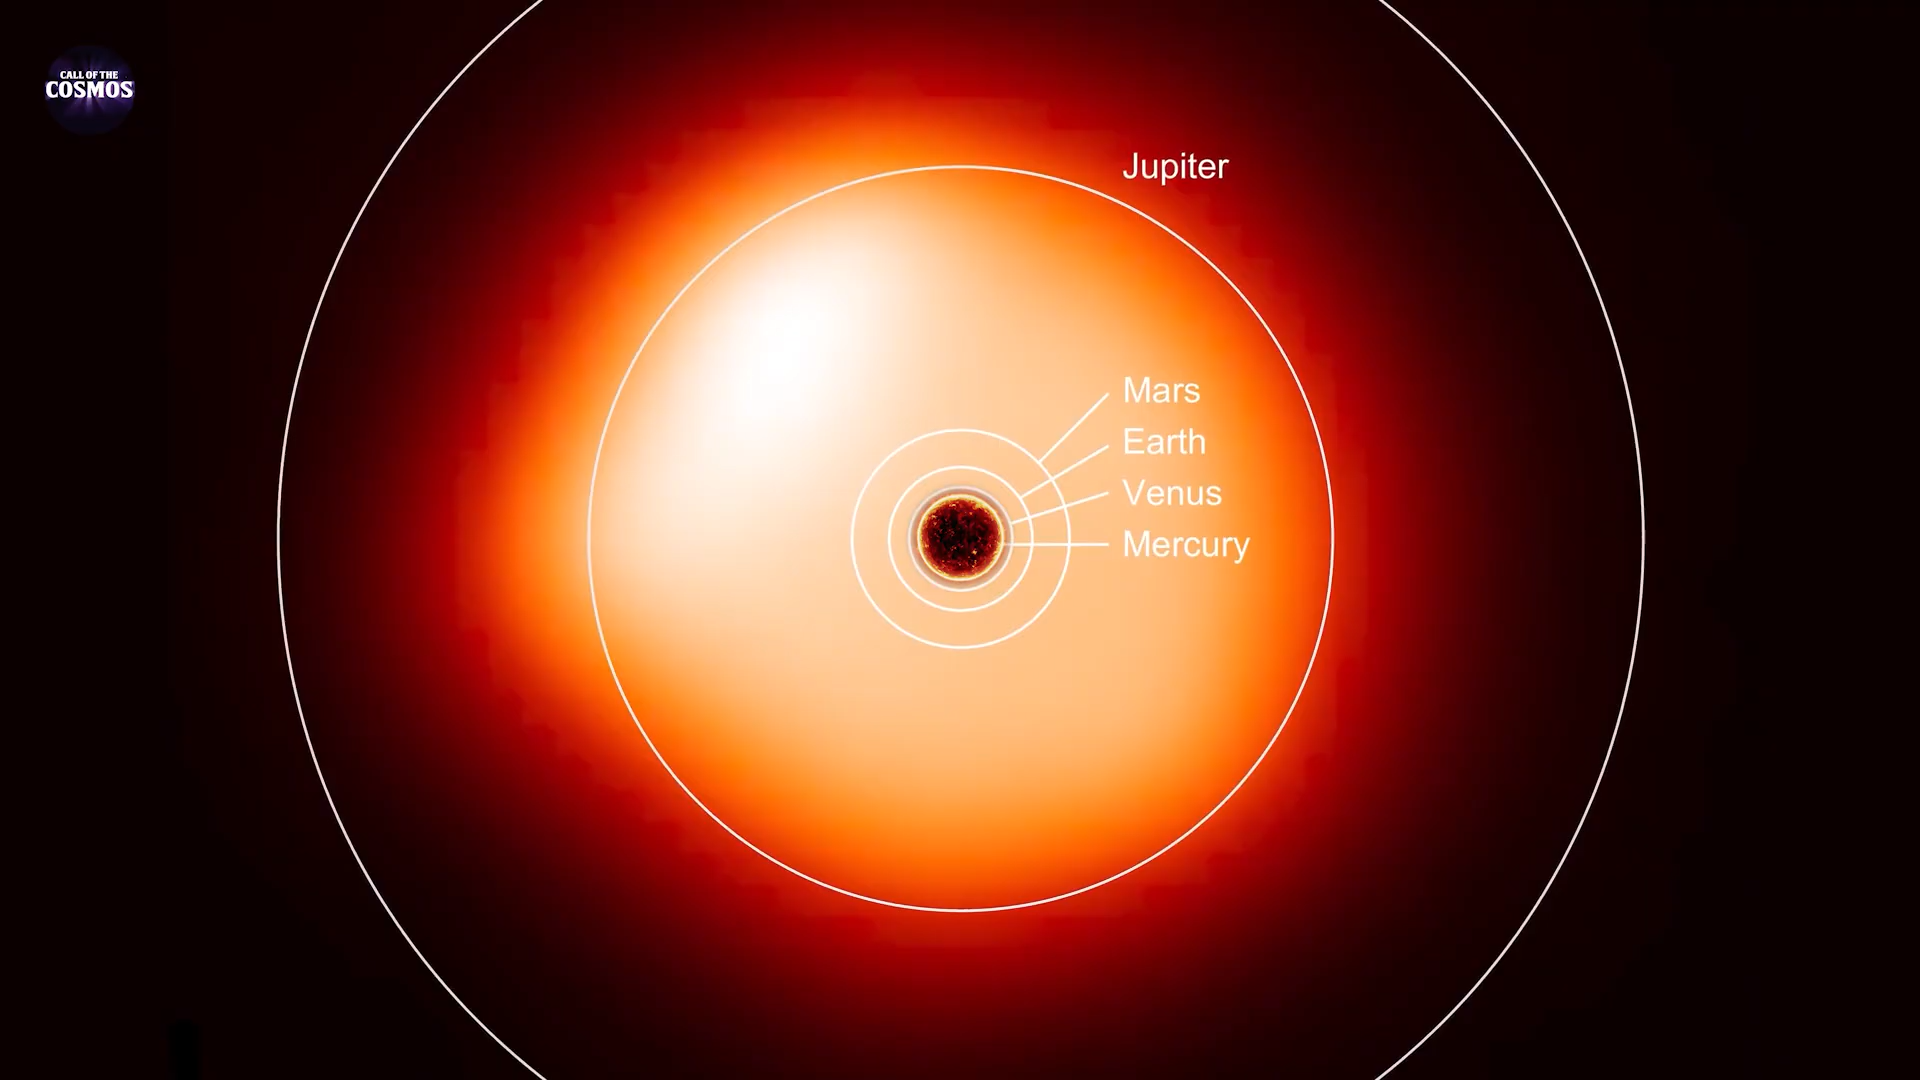 CALL OF THE
COSMOS
Jupiter
Mars
Earth
Venus
Mercury